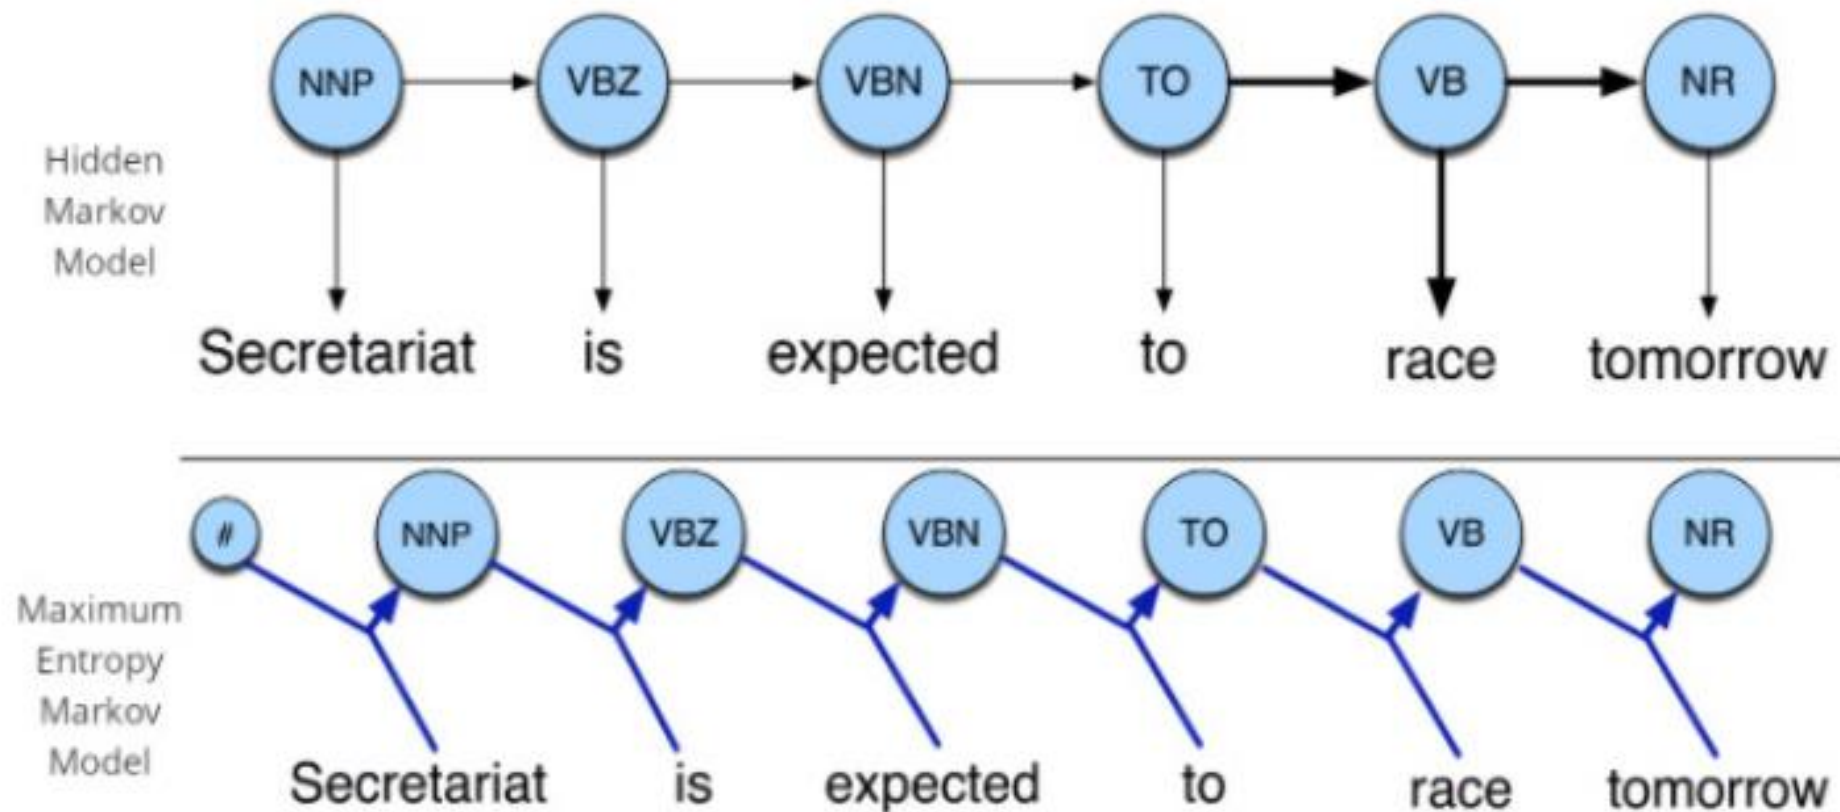 NNP VBZ VBN TO VB NR
Hidden
Markov
Model
Secretariat is expected to race tomorrow
# NNP VBZ VBN TO VB NR
Maximum
Entropy
Markov
Model
Secretariat is expected to race tomorrow